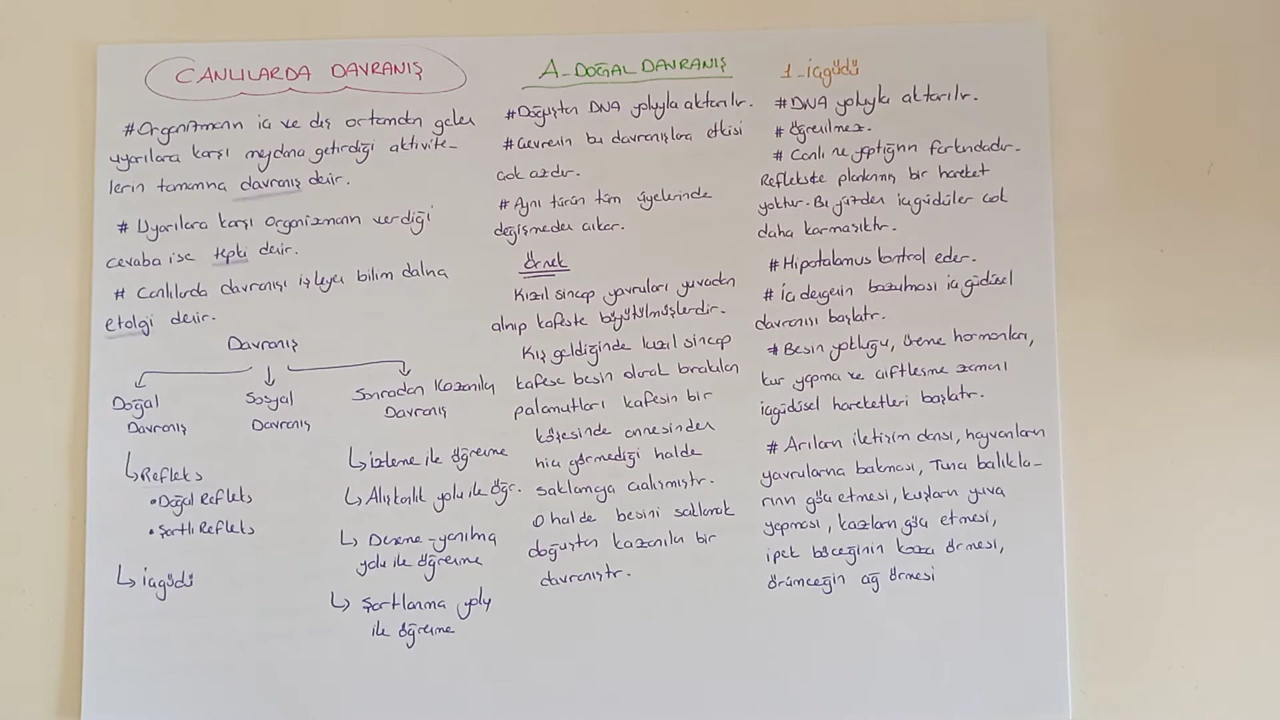 CANLILARDA DAVRANIŞ
#Organizmanın iç ve dış ortamdan gelen
uyarılara karşı meydana getirdiği aktivite-
lerin tamamına davranış denir.
# Uyarılara karşı organizmanın verdiği
cevaba ise tepki denir.
# Canlılarda davranışı işleyen bilim dalına
etolgi denir.
Davranış
Doğal
Davranış
Sosyal
Davranış
Sonradan Kazanılan
Davranış
Refleks
•Doğal Refleks
•Şartlı Refleks
İçgüdü
İzleme ile öğrenme
Alışkanlık yolu ile öğr.
Deneme-yanılma
yolu ile öğrenme
Şartlanma yolu
ile öğrenme
A-DOĞAL DAVRANIŞ
#Doğuştan DNA yoluyla aktarılır.
#Çevrenin bu davranışlara etkisi
çok azdır.
# Aynı türün tüm üyelerinde
değişmeden çıkar.
Örnek
Kızıl sincap yavruları yuvadan
alınıp kafeste büyütülmüşlerdir.
Kış geldiğinde kızıl sincap
kafese besin olarak bırakılan
palamutları kafesin bir
köşesinde annesinden
hiç görmediği halde
saklamaya çalışmıştır.
O halde besini saklamak
doğuştan kazanılan bir
davranıştır.
1-İçgüdü
#DNA yoluyla aktarılır.
#Öğrenilmez.
# Canlı ne yaptığının farkındadır.
Reflekste planlanmış bir hareket
yoktur. Bu yüzden içgüdüler çok
daha karmaşıktır.
#Hipotalamus kontrol eder.
# İç dengenin bozulması içgüdüsel
davranışı başlatır.
#Besin yokluğu, üreme hormonları,
kur yapma ve çiftleşme zamanı
içgüdüsel hareketleri başlatır.
# Arıların iletişim dansı, hayvanların
yavrularına bakması, Tuna balıkla-
rının göç etmesi, kuşların yuva
yapması, kazların göç etmesi,
ipek böceğinin koza örmesi,
örümceğin ağ örmesi